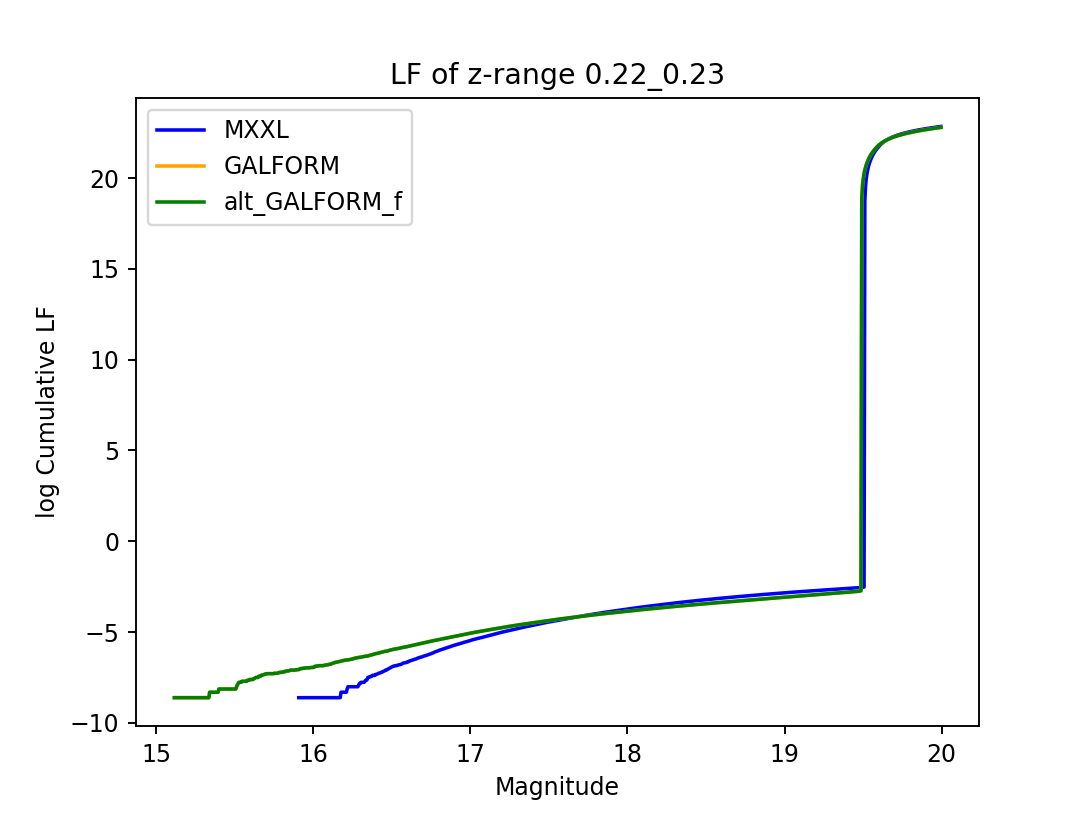 LF of z-range 0.22_0.23
MXXL
GALFORM
alt_GALFORM_f
log Cumulative LF
20
15
10
5
0
−5
−10
15 16 17 18 19 20
Magnitude